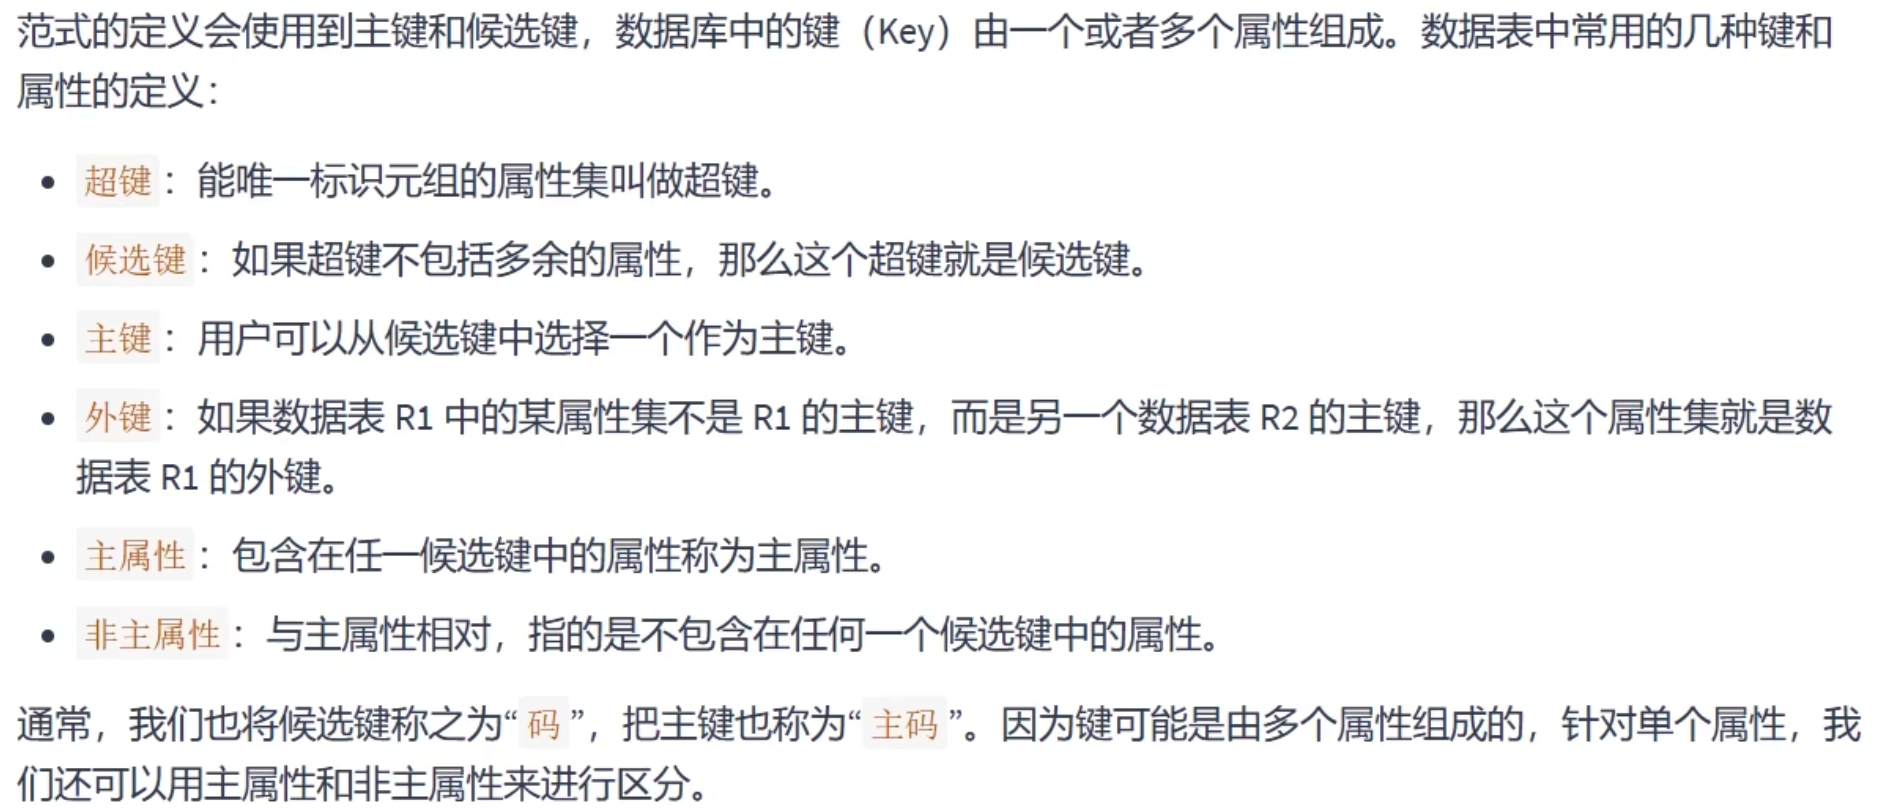 范式的定义会使用到主键和候选键，数据库中的键（Key）由一个或者多个属性组成。数据表中常用的几种键和
属性的定义：
• 超键：能唯一标识元组的属性集叫做超键。
• 候选键：如果超键不包括多余的属性，那么这个超键就是候选键。
• 主键：用户可以从候选键中选择一个作为主键。
• 外键：如果数据表 R1 中的某属性集不是 R1 的主键，而是另一个数据表 R2 的主键，那么这个属性集就是数
据表 R1 的外键。
• 主属性：包含在任一候选键中的属性称为主属性。
• 非主属性：与主属性相对，指的是不包含在任何一个候选键中的属性。
通常，我们也将候选键称之为“码”，把主键也称为“主码”。因为键可能是由多个属性组成的，针对单个属性，我
们还可以用主属性和非主属性来进行区分。